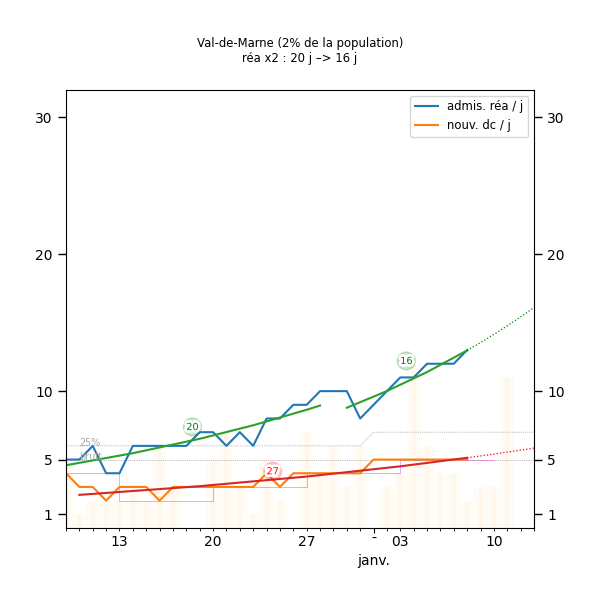 Val-de-Marne (2% de la population)
réa x2 : 20 j –> 16 j
admis. réa / j
nouv. dc / j
30 30
20 20
10 10
5 5
1 1
16
20
27
25%
brut
13 20 27 - 03 10
janv.